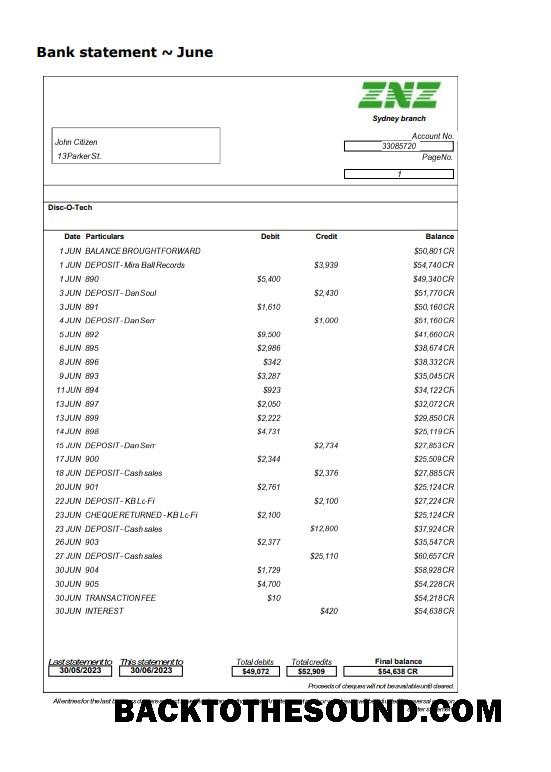 Bank statement ~ June
ZNZ
Sydney branch
Account No.
John Citizen
33085720
13 Parker St.
Page No.
1
Disc-O-Tech
Date Particulars Debit Credit Balance
1 JUN BALANCE BROUGHT FORWARD $50,801 CR
1 JUN DEPOSIT - Mira Ball Records $3,939 $54,740 CR
1 JUN 890 $5,400 $49,340 CR
3 JUN DEPOSIT - Dan Soul $2,430 $51,770 CR
3 JUN 891 $1,610 $50,160 CR
4 JUN DEPOSIT - Dan Serr $1,000 $51,160 CR
5 JUN 892 $9,500 $41,660 CR
6 JUN 895 $2,986 $38,674 CR
8 JUN 896 $342 $38,332 CR
9 JUN 893 $3,287 $35,045 CR
11 JUN 894 $923 $34,122 CR
13 JUN 897 $2,050 $32,072 CR
13 JUN 899 $2,222 $29,850 CR
14 JUN 898 $4,731 $25,119 CR
15 JUN DEPOSIT - Dan Serr $2,734 $27,853 CR
17 JUN 900 $2,344 $25,509 CR
18 JUN DEPOSIT - Cash sales $2,376 $27,885 CR
20 JUN 901 $2,761 $25,124 CR
22 JUN DEPOSIT - KB Lo-Fi $2,100 $27,224 CR
23 JUN CHEQUE RETURNED - KB Lo-Fi $2,100 $25,124 CR
23 JUN DEPOSIT - Cash sales $12,800 $37,924 CR
26 JUN 903 $2,377 $35,547 CR
27 JUN DEPOSIT - Cash sales $25,110 $60,657 CR
30 JUN 904 $1,729 $58,928 CR
30 JUN 905 $4,700 $54,228 CR
30 JUN TRANSACTION FEE $10 $54,218 CR
30 JUN INTEREST $420 $54,638 CR
Last statement to This statement to Total debits Total credits Final balance
30/05/2023 30/06/2023 $49,072 $52,909 $54,638 CR
Proceeds of cheques will not be available until cleared.
All entries for the last
BACKTOTHESOUND.COM